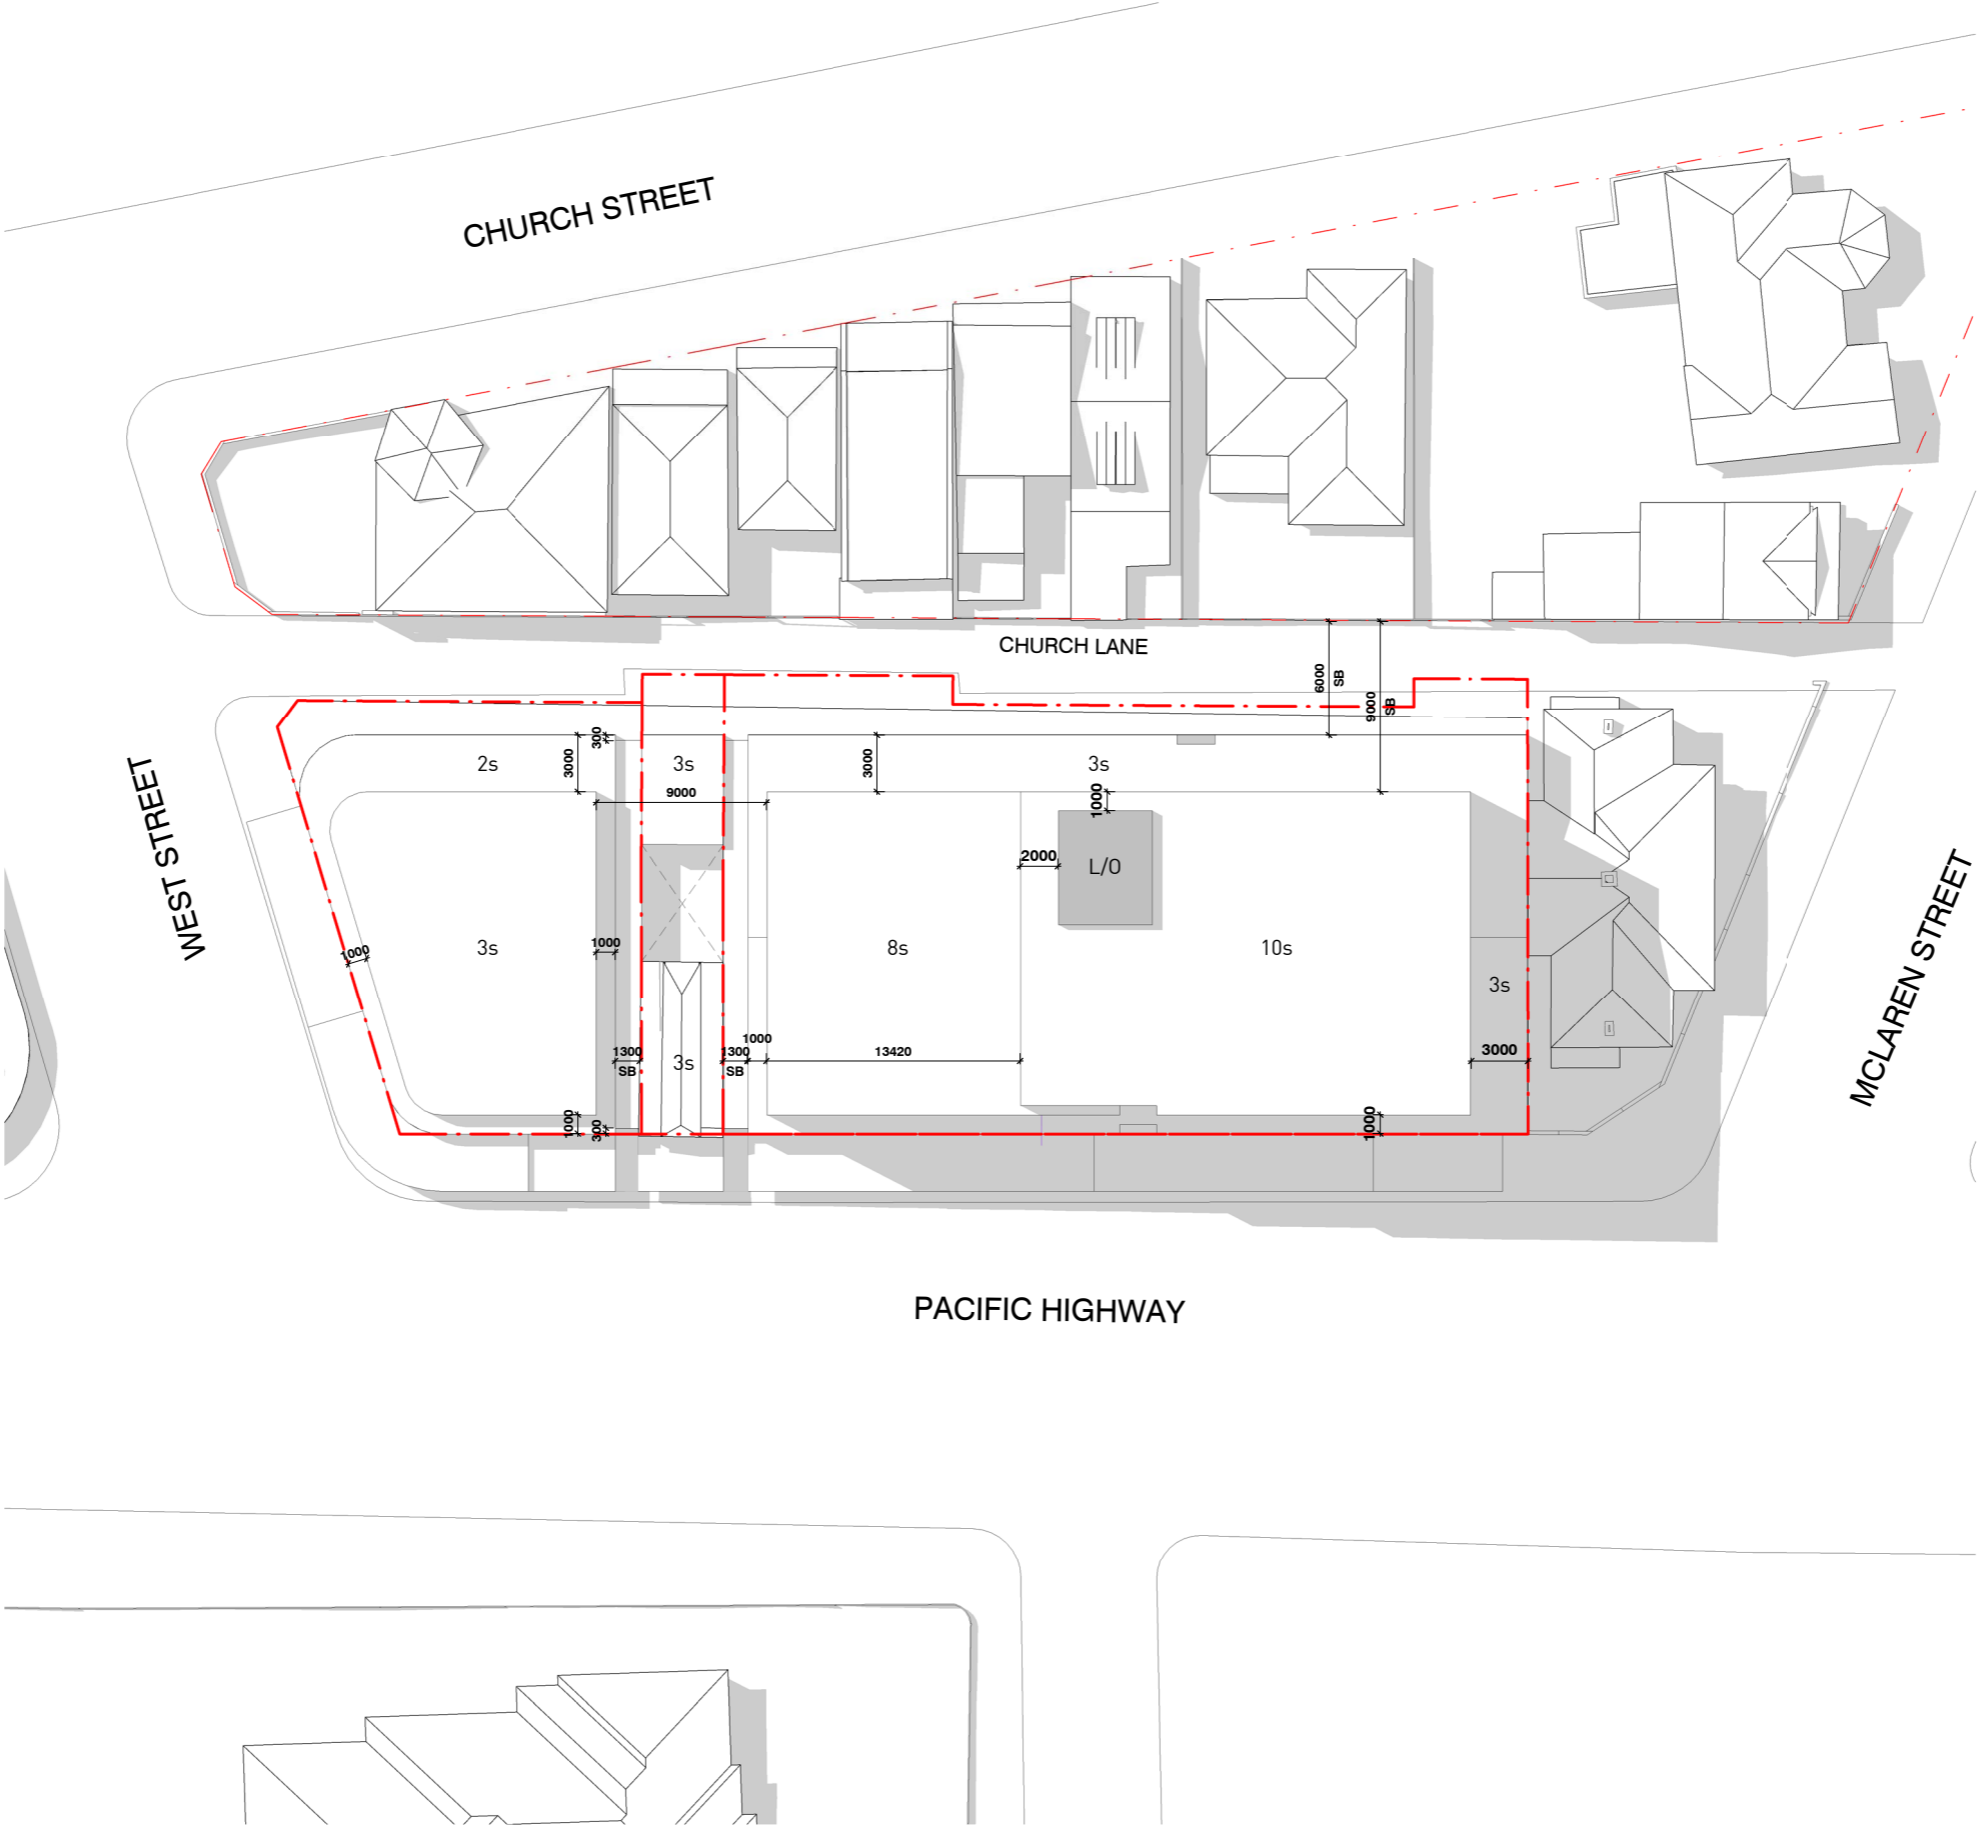 CHURCH STREET
CHURCH LANE
6000
SB
9000
SB
300
3000
2s
3s
3000
3s
9000
1000
WEST STREET
2000
L/0
MCLAREN STREET
1000
3s
1000
8s
10s
3s
1300
SB
3s
1300
SB
1000
13420
3000
1000
300
1000
PACIFIC HIGHWAY